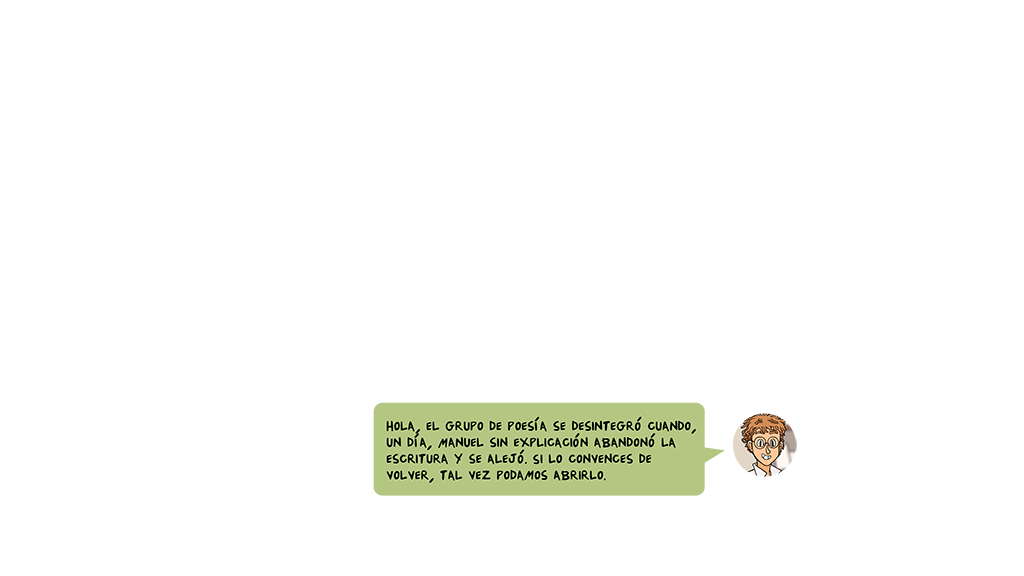 HOLA, EL GRUPO DE POESÍA SE DESINTEGRÓ CUANDO,
UN DÍA, MANUEL SIN EXPLICACIÓN ABANDONÓ LA
ESCRITURA Y SE ALEJÓ. SI LO CONVENCES DE
VOLVER, TAL VEZ PODAMOS ABRIRLO.